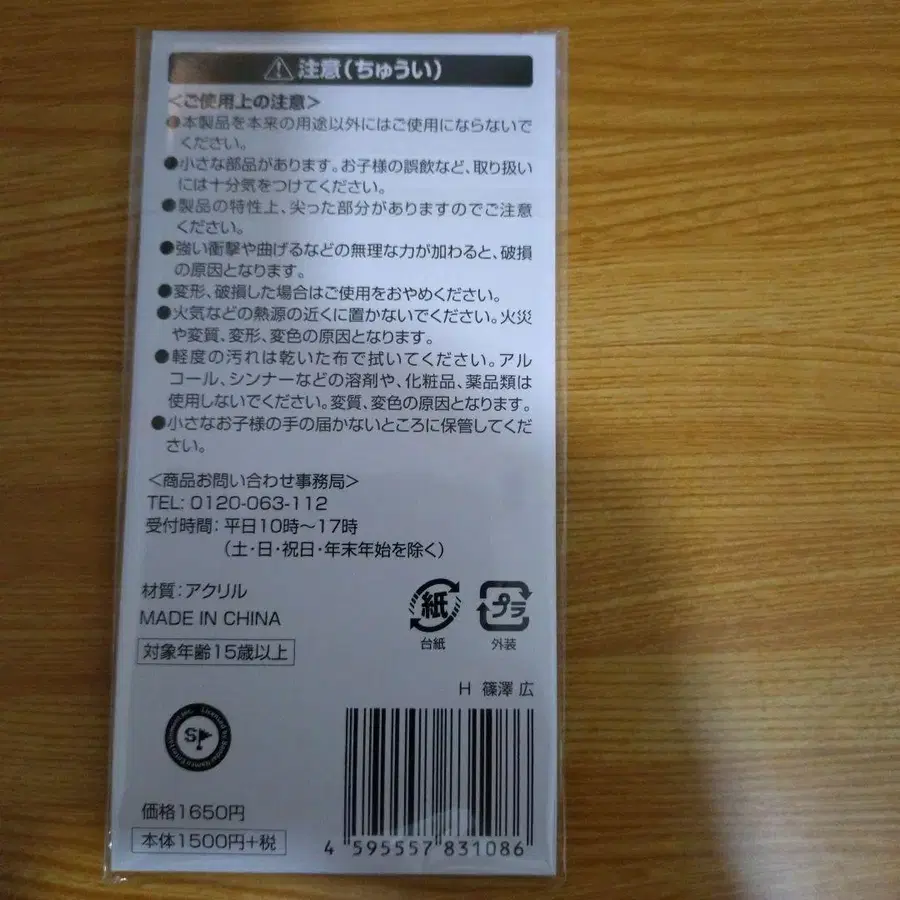 注意(ちゅうい)
<ご使用上の注意>
●本製品を本来の用途以外にはご使用にならないで
ください。
●小さな部品があります。お子様の誤飲など、取り扱い
には十分気をつけてください。
●製品の特性上、尖った部分がありますのでご注意
ください。
●強い衝撃や曲げるなどの無理な力が加わると、破損
の原因となります。
●変形、破損した場合はご使用をおやめください。
●火気などの熱源の近くに置かないでください。火災
や変質、変形、変色の原因となります。
●軽度の汚れは乾いた布で拭いてください。アル
コール、シンナーなどの溶剤や、化粧品、薬品類は
使用しないでください。変質、変色の原因となります。
●小さなお子様の手の届かないところに保管してくだ
さい。
<商品お問い合わせ事務局>
TEL: 0120-063-112
受付時間: 平日10時~17時
(土・日・祝日・年末年始を除く)
材質:アクリル
MADE IN CHINA
対象年齢15歳以上
紙
台紙
プラ
外装
H 篠澤 広
S
Licensed by Bandai Namco Entertainment Inc.
価格1650円
本体1500円+税
4 595557 831086